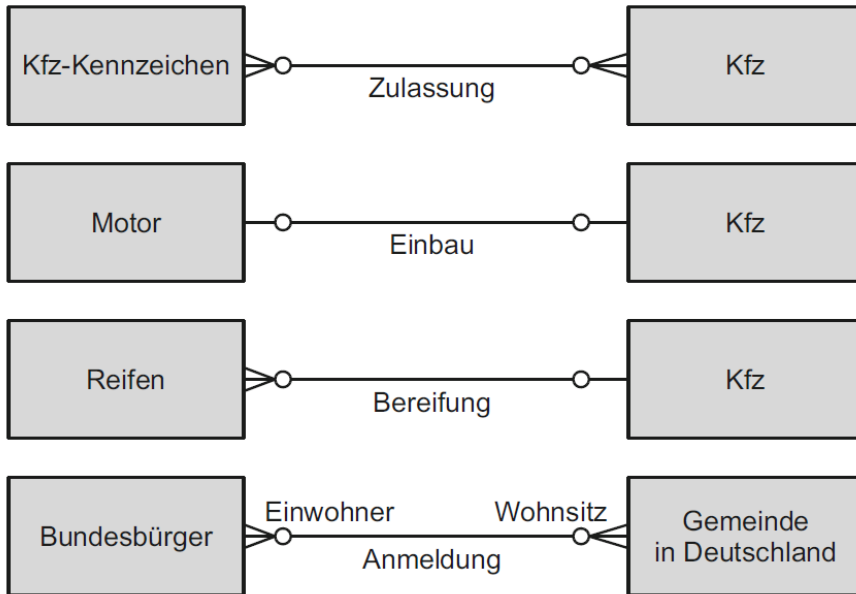 Kfz-Kennzeichen
Zulassung
Kfz
Motor
Einbau
Kfz
Reifen
Bereifung
Kfz
Bundesbürger
Einwohner
Wohnsitz
Anmeldung
Gemeinde
in Deutschland